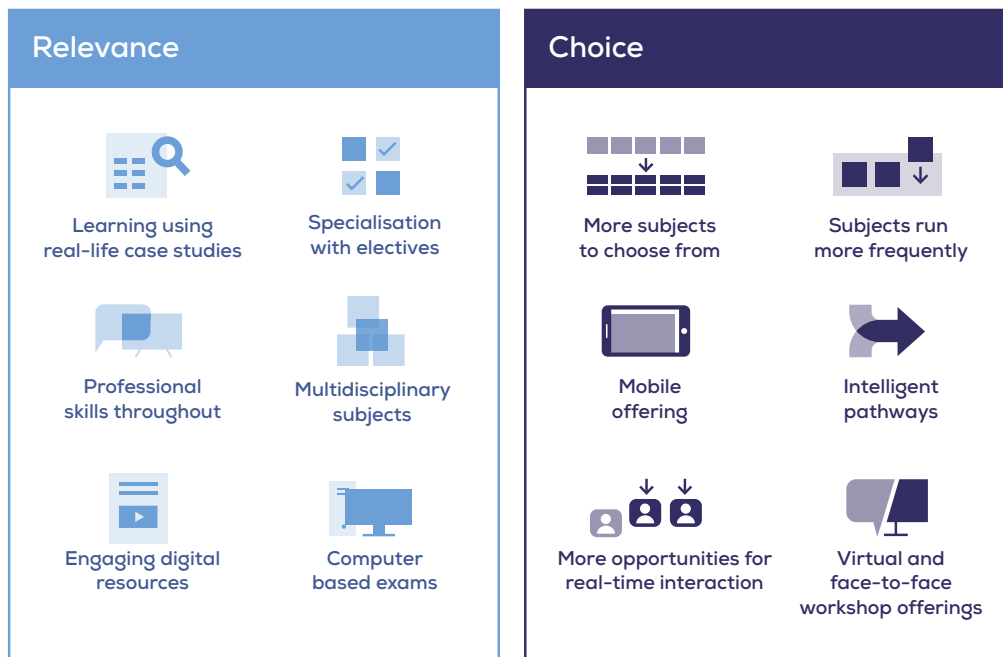 Relevance
Learning using
real-life case studies
Specialisation
with electives
Professional
skills throughout
Multidisciplinary
subjects
Engaging digital
resources
Computer
based exams
Choice
More subjects
to choose from
Subjects run
more frequently
Mobile
offering
Intelligent
pathways
More opportunities for
real-time interaction
Virtual and
face-to-face
workshop offerings